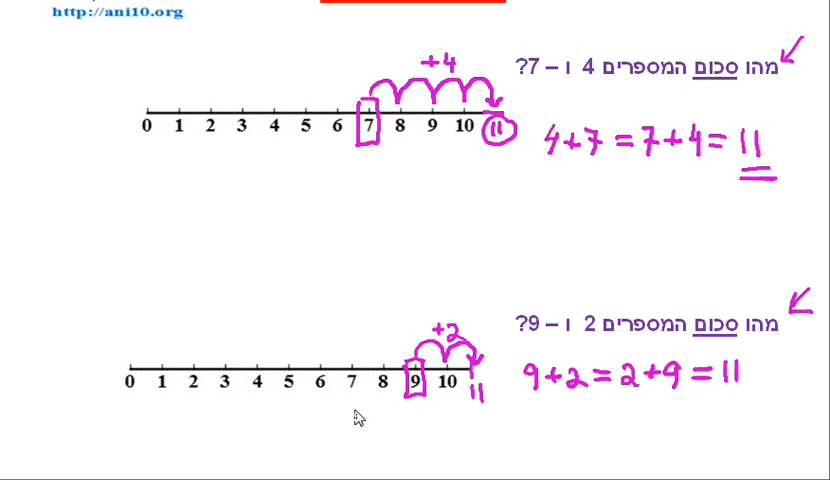 http://ani10.org
מהו סכום המספרים 4 ו – 7?
+4
0 1 2 3 4 5 6 7 8 9 10 11
4+7=7+4=11
מהו סכום המספרים 2 ו – 9?
+2
0 1 2 3 4 5 6 7 8 9 10 11
9+2=2+9=11